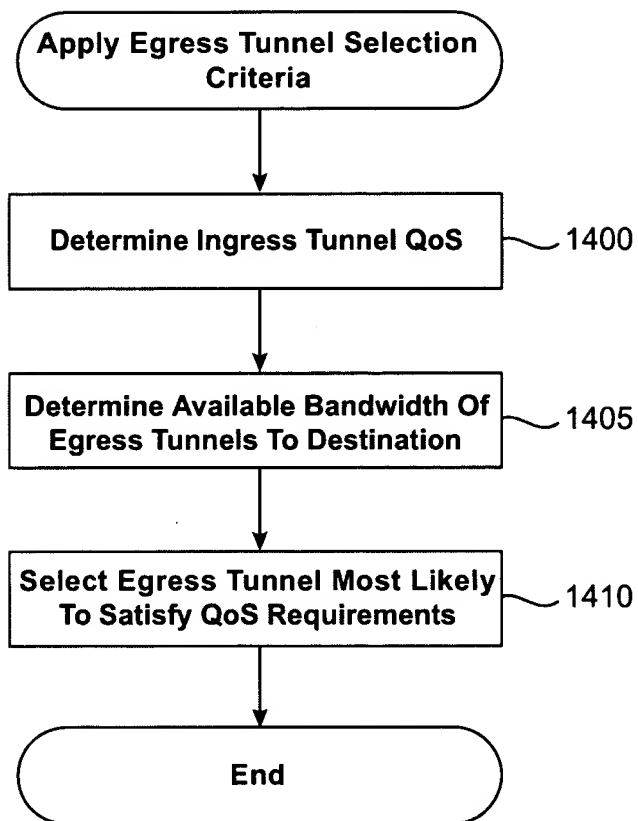 Apply Egress Tunnel Selection
Criteria
Determine Ingress Tunnel QoS
1400
Determine Available Bandwidth Of
Egress Tunnels To Destination
1405
Select Egress Tunnel Most Likely
To Satisfy QoS Requirements
1410
End